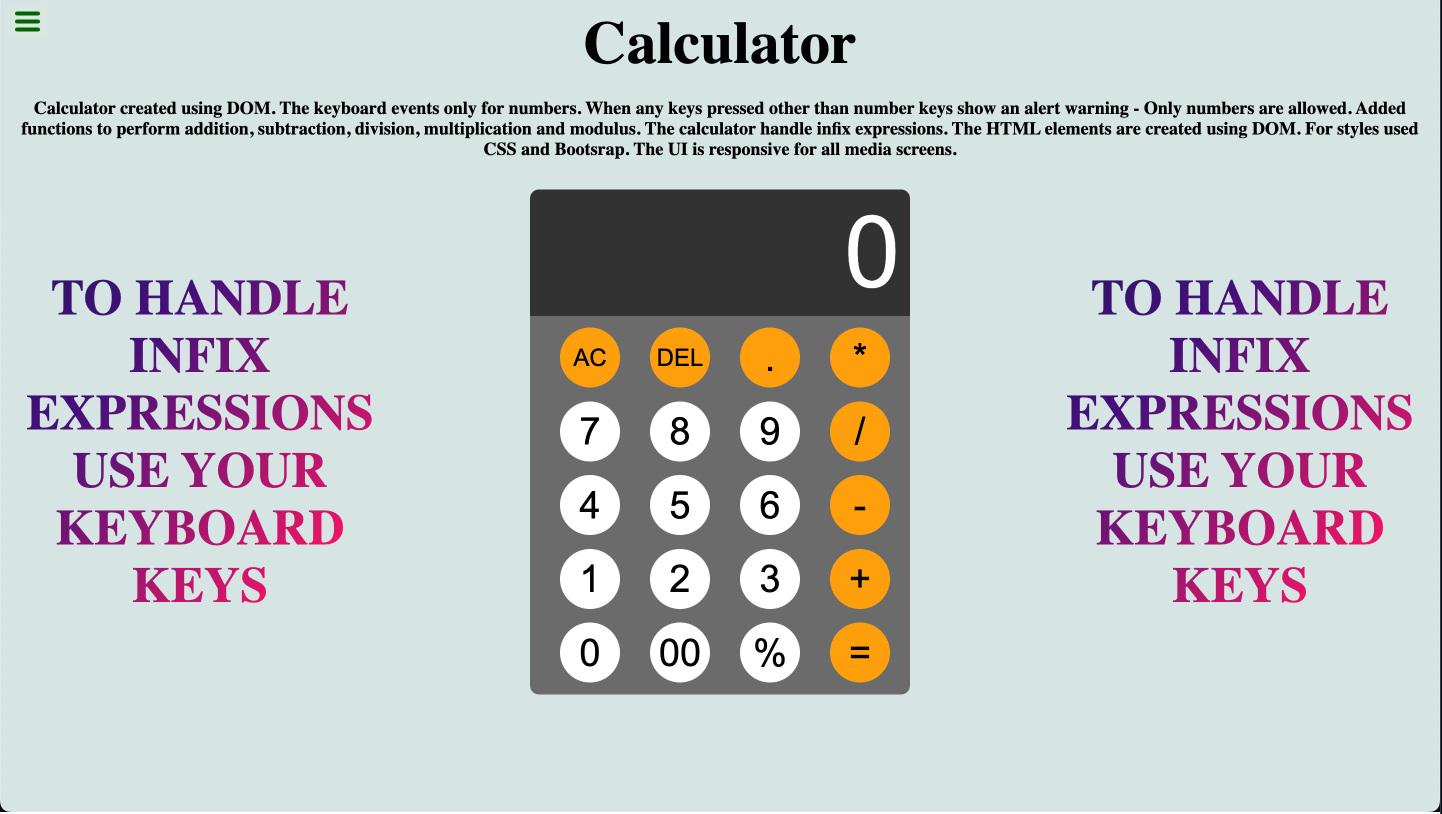 Calculator
Calculator created using DOM. The keyboard events only for numbers. When any keys pressed other than number keys show an alert warning - Only numbers are allowed. Added
functions to perform addition, subtraction, division, multiplication and modulus. The calculator handle infix expressions. The HTML elements are created using DOM. For styles used
CSS and Bootsrap. The UI is responsive for all media screens.
TO HANDLE
INFIX
EXPRESSIONS
USE YOUR
KEYBOARD
KEYS
0
AC DEL . *
7 8 9 /
4 5 6 -
1 2 3 +
0 00 % =
TO HANDLE
INFIX
EXPRESSIONS
USE YOUR
KEYBOARD
KEYS